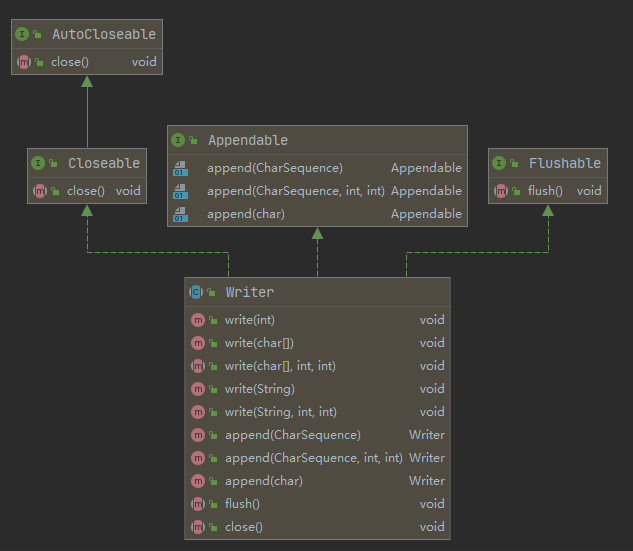 AutoCloseable
close() void
Closeable
close() void
Appendable
append(CharSequence) Appendable
append(CharSequence, int, int) Appendable
append(char) Appendable
Flushable
flush() void
Writer
write(int) void
write(char[]) void
write(char[], int, int) void
write(String) void
write(String, int, int) void
append(CharSequence) Writer
append(CharSequence, int, int) Writer
append(char) Writer
flush() void
close() void